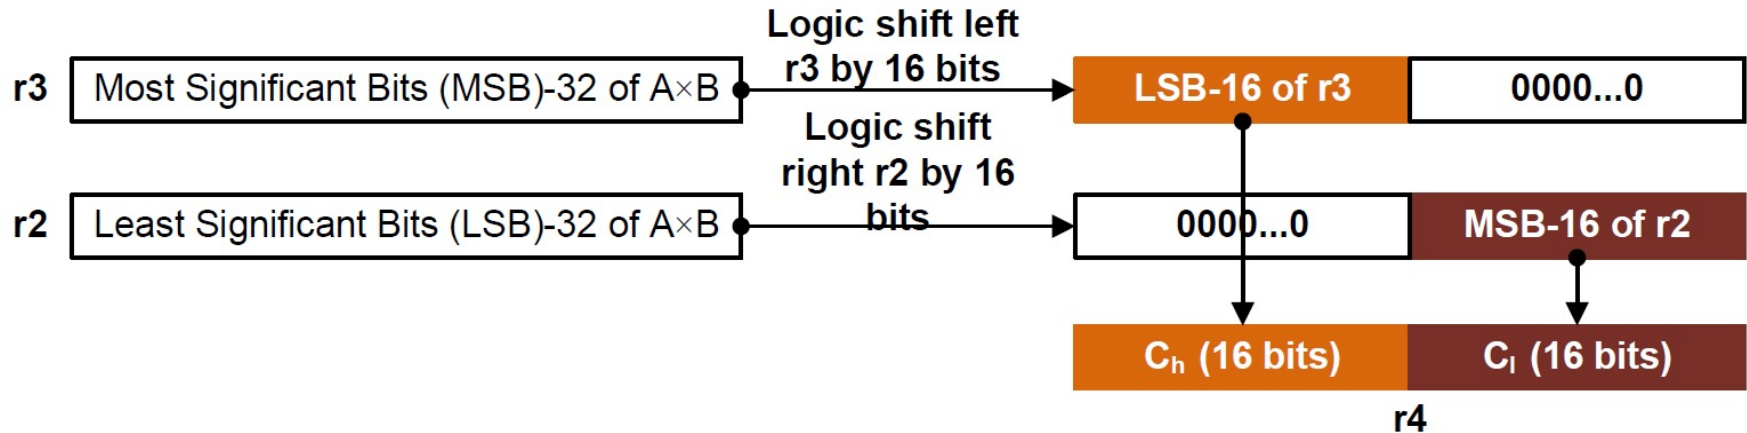 Logic shift left
r3 by 16 bits
r3
Most Significant Bits (MSB)-32 of A×B
LSB-16 of r3
0000...0
Logic shift
right r2 by 16
bits
r2
Least Significant Bits (LSB)-32 of A×B
0000...0
MSB-16 of r2
Ch (16 bits)
Cl (16 bits)
r4